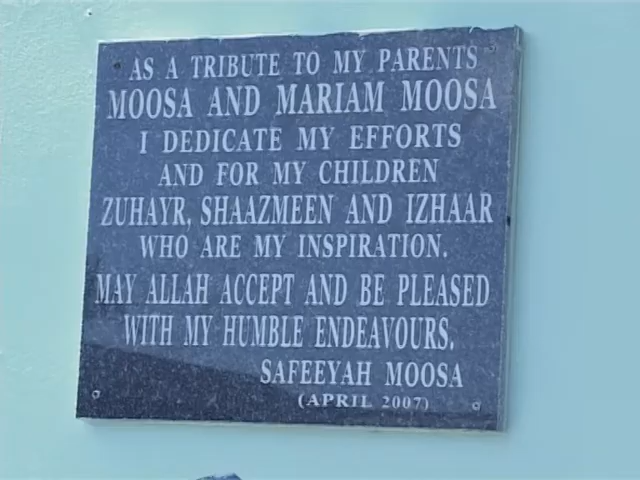 AS A TRIBUTE TO MY PARENTS
MOOSA AND MARIAM MOOSA
I DEDICATE MY EFFORTS
AND FOR MY CHILDREN
ZUHAYR, SHAAZMEEN AND IZHAAR
WHO ARE MY INSPIRATION.
MAY ALLAH ACCEPT AND BE PLEASED
WITH MY HUMBLE ENDEAVOURS.
SAFEEYAH MOOSA
(APRIL 2007)